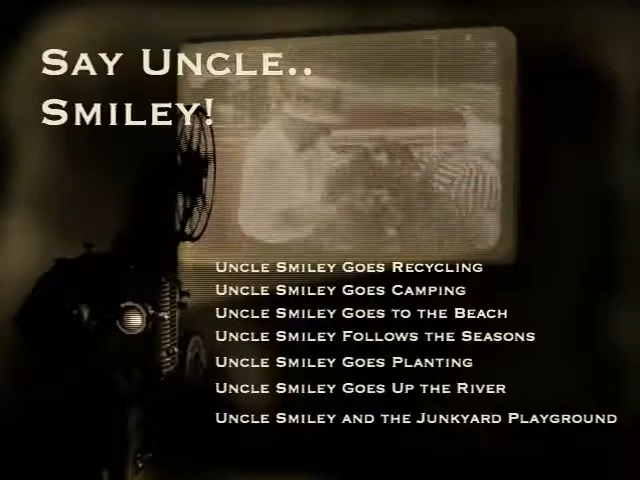 Say Uncle..
Smiley!
Uncle Smiley Goes Recycling
Uncle Smiley Goes Camping
Uncle Smiley Goes to the Beach
Uncle Smiley Follows the Seasons
Uncle Smiley Goes Planting
Uncle Smiley Goes Up the River
Uncle Smiley and the Junkyard Playground